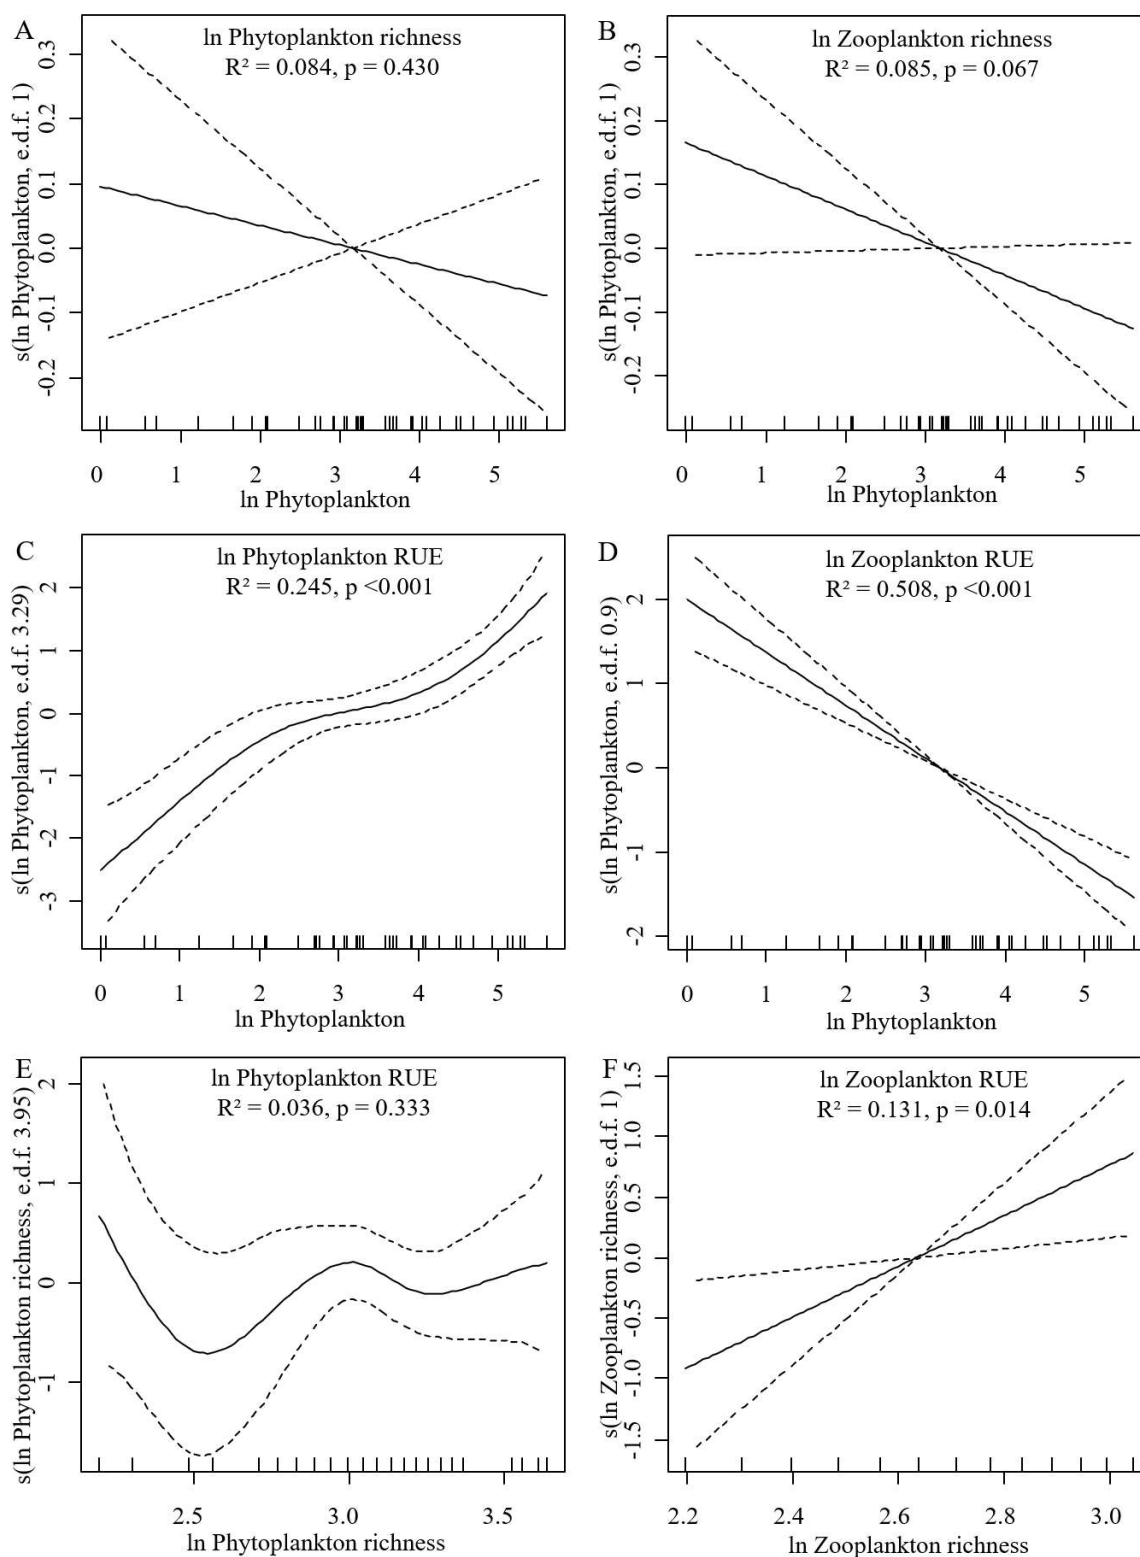 A
ln Phytoplankton richness
R² = 0.084, p = 0.430
s(ln Phytoplankton, e.d.f. 1)
0.3
0.2
0.1
0.0
-0.1
-0.2
0 1 2 3 4 5
ln Phytoplankton
B
ln Zooplankton richness
R² = 0.085, p = 0.067
s(ln Phytoplankton, e.d.f. 1)
0.3
0.2
0.1
0.0
-0.1
-0.2
0 1 2 3 4 5
ln Phytoplankton
C
ln Phytoplankton RUE
R² = 0.245, p <0.001
s(ln Phytoplankton, e.d.f. 3.29)
2
1
0
-1
-2
-3
0 1 2 3 4 5
ln Phytoplankton
D
ln Zooplankton RUE
R² = 0.508, p <0.001
s(ln Phytoplankton, e.d.f. 0.9)
2
1
0
-1
-2
0 1 2 3 4 5
ln Phytoplankton
E
ln Phytoplankton RUE
R² = 0.036, p = 0.333
s(ln Phytoplankton richness, e.d.f. 3.95)
2
1
0
-1
2.5 3.0 3.5
ln Phytoplankton richness
F
ln Zooplankton RUE
R² = 0.131, p = 0.014
s(ln Zooplankton richness, e.d.f. 1)
1.5
1.0
0.5
0.0
-0.5
-1.0
-1.5
2.2 2.4 2.6 2.8 3.0
ln Zooplankton richness